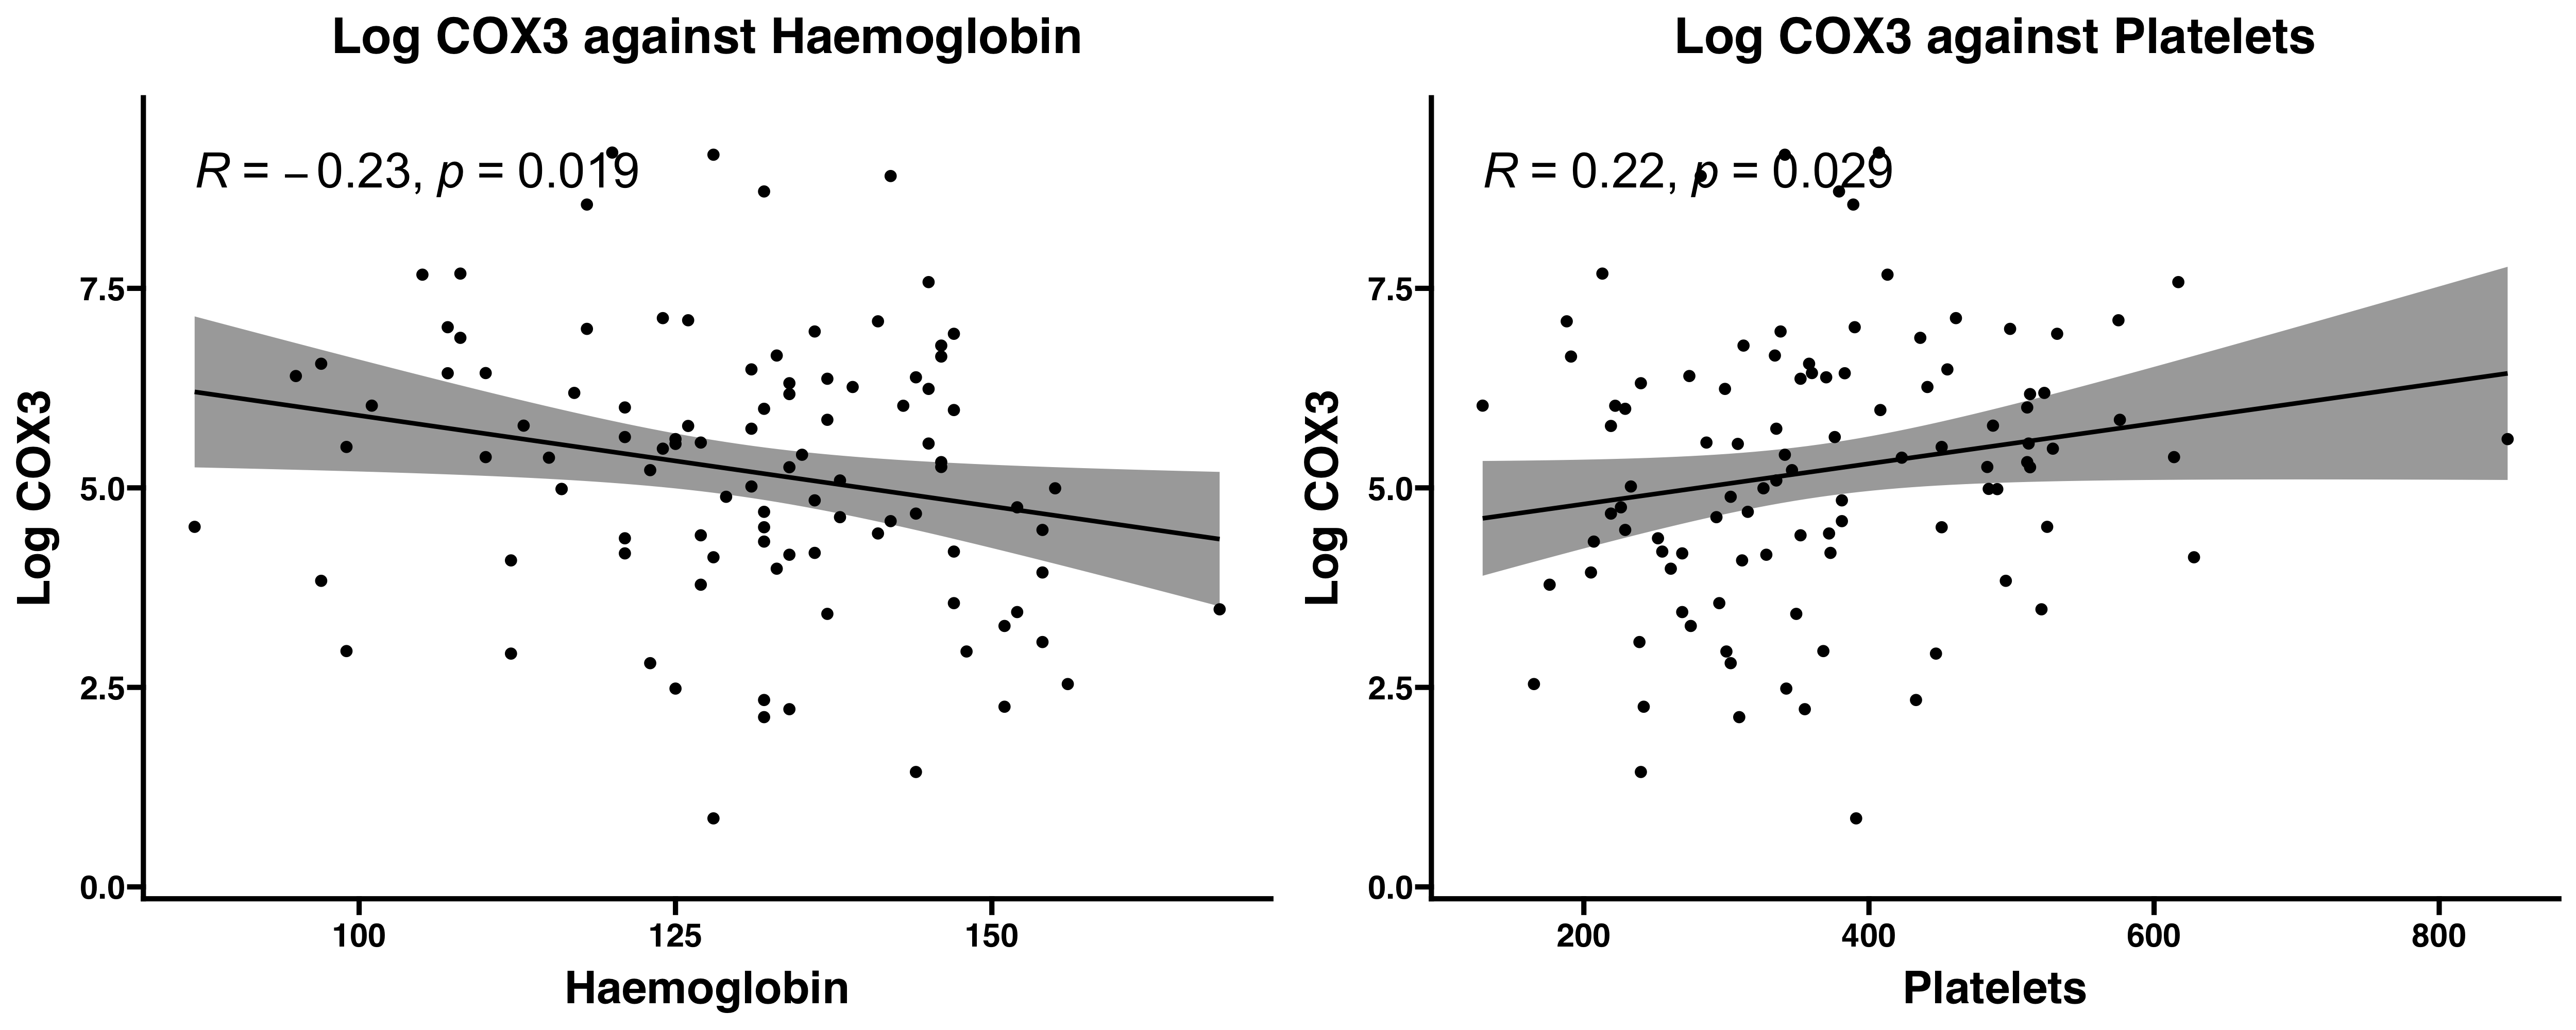 Log COX3 against Haemoglobin
R = −0.23, p = 0.019
Log COX3
7.5
5.0
2.5
0.0
100 125 150
Haemoglobin
Log COX3 against Platelets
R = 0.22, p = 0.029
Log COX3
7.5
5.0
2.5
0.0
200 400 600 800
Platelets